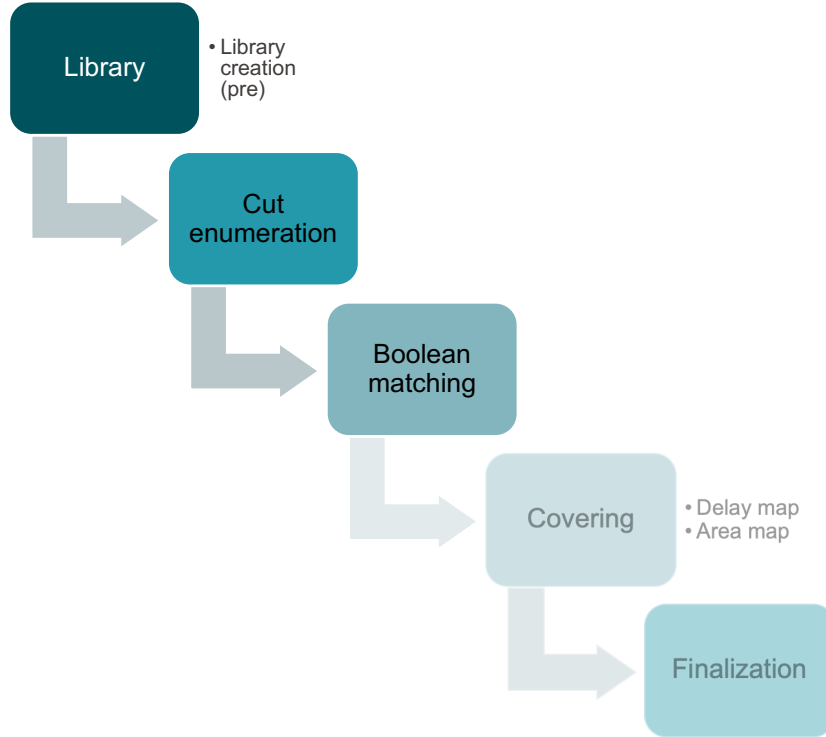 Library
• Library
creation
(pre)
Cut
enumeration
Boolean
matching
Covering
• Delay map
• Area map
Finalization